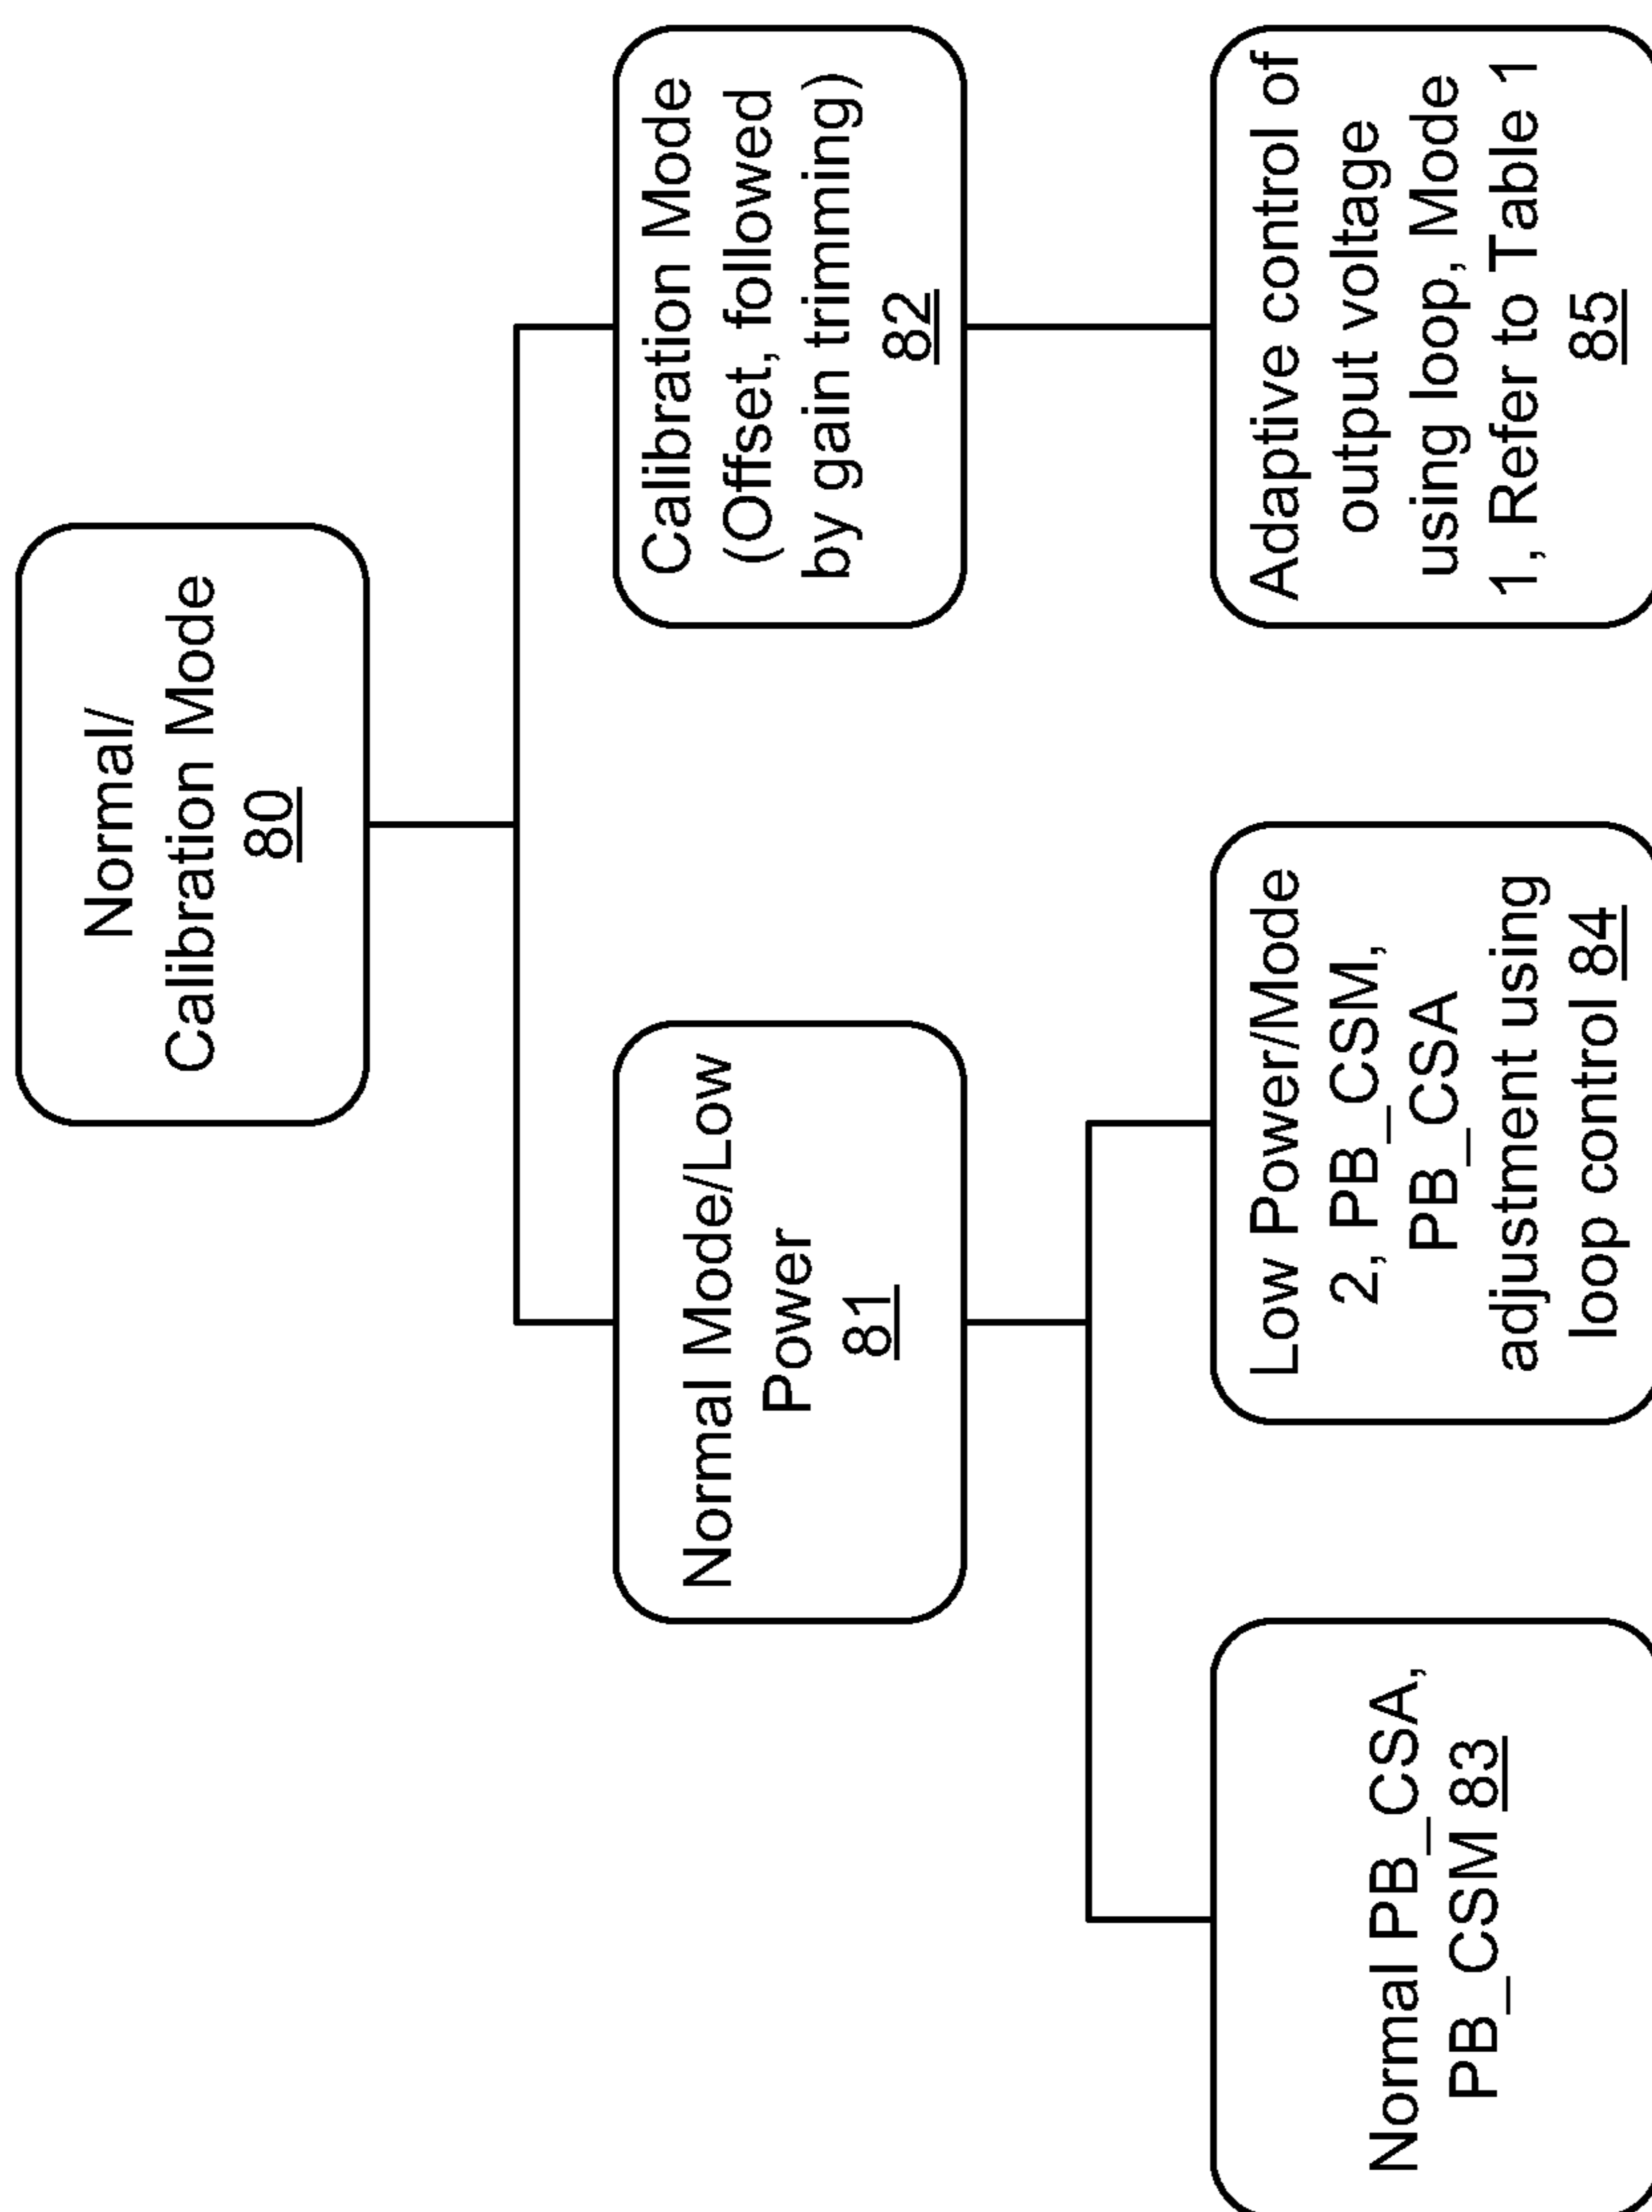 Normal/
Calibration Mode
80
Normal Mode/Low
Power
81
Calibration Mode
(Offset, followed
by gain trimming)
82
Normal PB_CSA,
PB_CSM 83
Low Power/Mode
2, PB_CSM,
PB_CSA
adjustment using
loop control 84
Adaptive control of
output voltage
using loop, Mode
1, Refer to Table 1
85